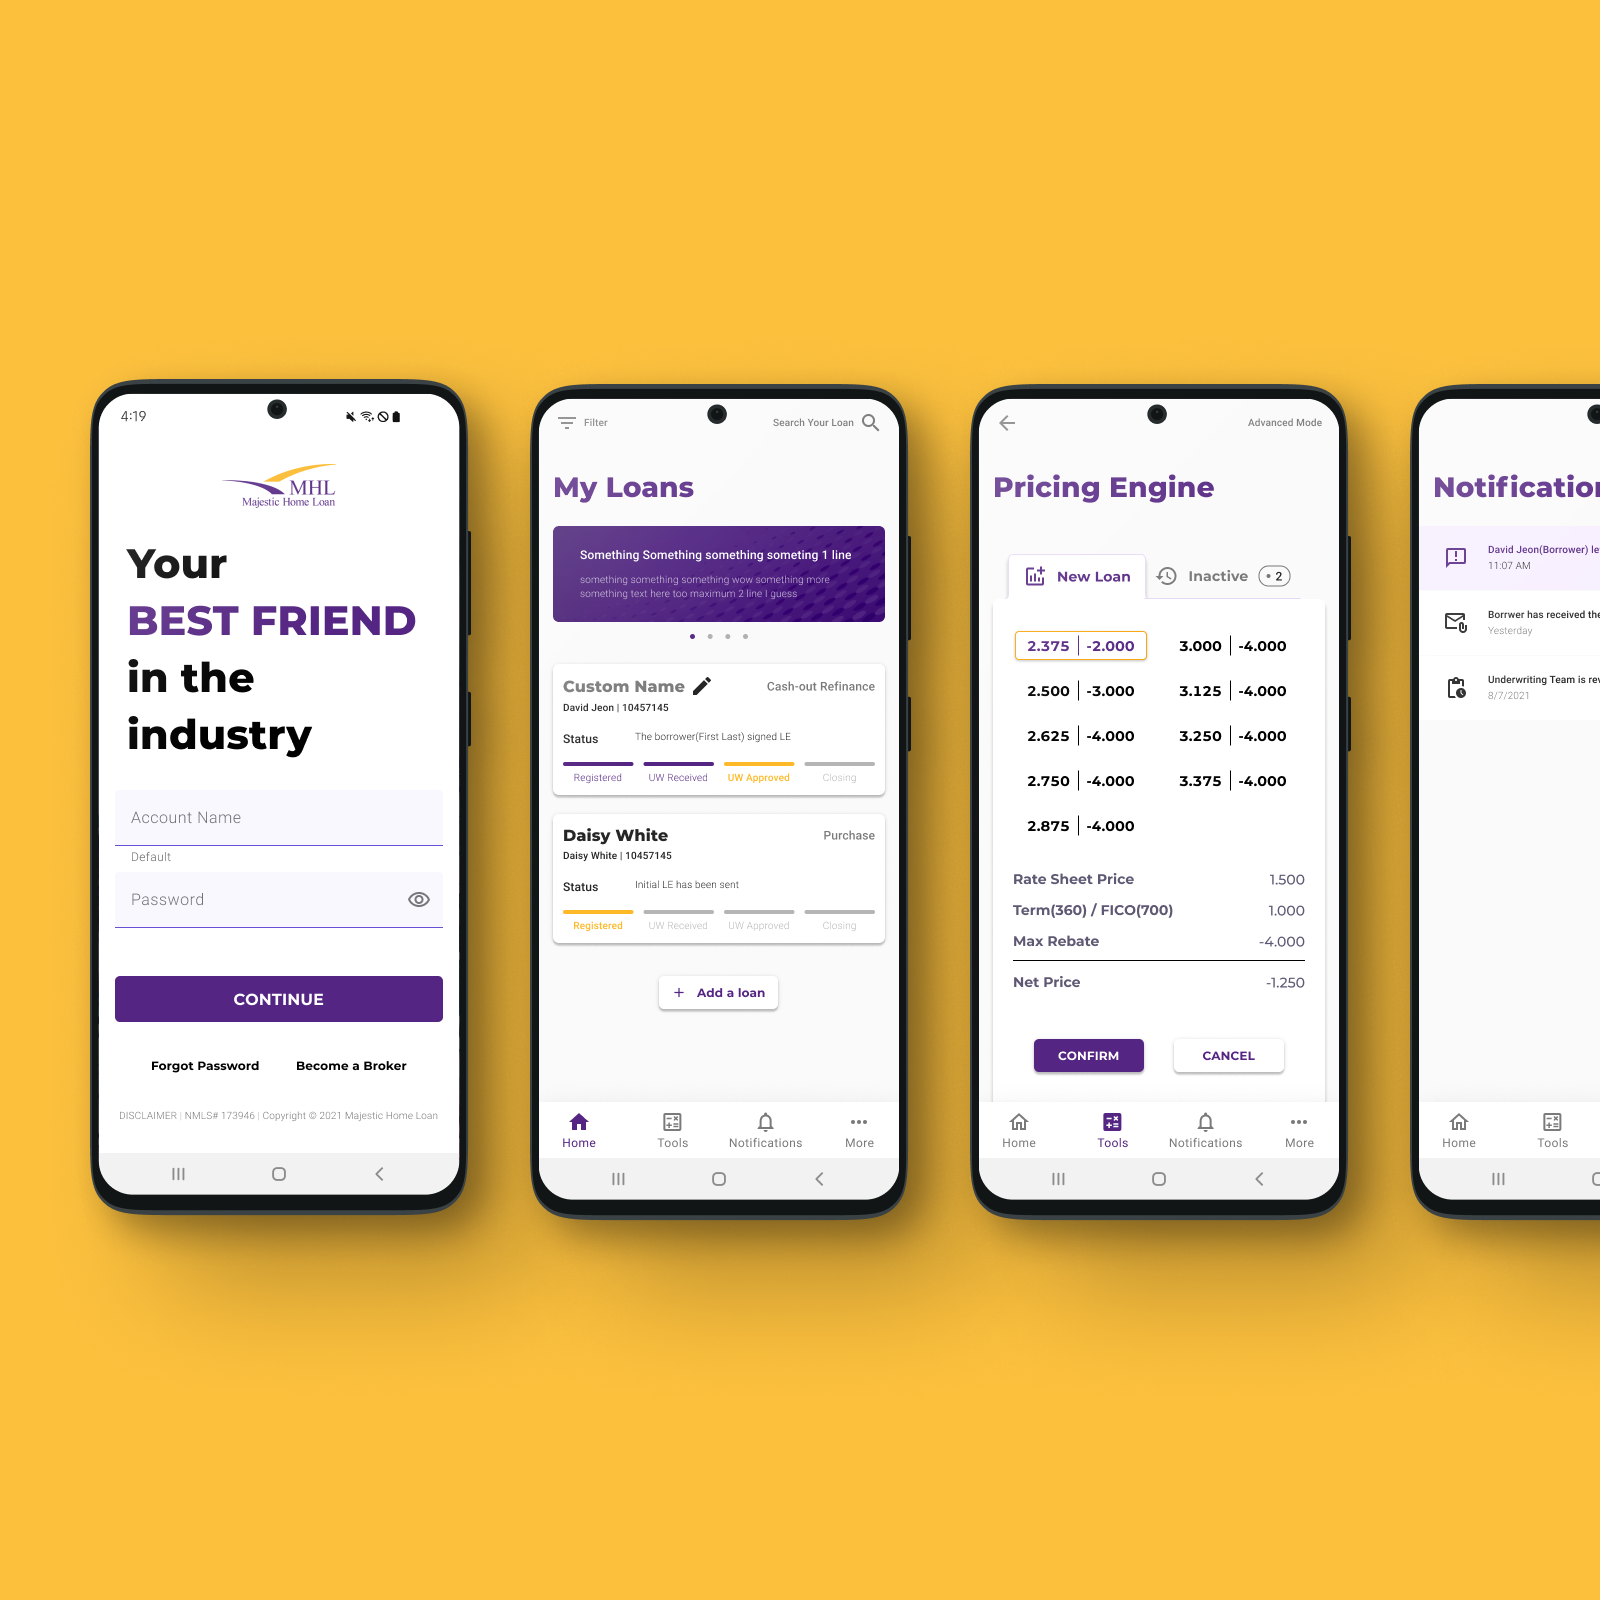 4:19
MHL
Majestic Home Loan
Your
BEST FRIEND
in the
industry
Account Name
Default
Password
CONTINUE
Forgot Password
Become a Broker
DISCLAIMER | NMLS# 173946 | Copyright © 2021 Majestic Home Loan
Filter
Search Your Loan
My Loans
Something Something something someting 1 line
something something something wow something more
something text here too maximum 2 line I guess
Custom Name
Cash-out Refinance
David Jeon | 10457145
Status
The borrower(First Last) signed LE
Registered
UW Received
UW Approved
Closing
Daisy White
Purchase
Daisy White | 10457145
Status
Initial LE has been sent
Registered
UW Received
UW Approved
Closing
+ Add a loan
Home
Tools
Notifications
More
Advanced Mode
Pricing Engine
New Loan
Inactive
• 2
2.375 | -2.000
3.000 | -4.000
2.500 | -3.000
3.125 | -4.000
2.625 | -4.000
3.250 | -4.000
2.750 | -4.000
3.375 | -4.000
2.875 | -4.000
Rate Sheet Price 1.500
Term(360) / FICO(700) 1.000
Max Rebate -4.000
Net Price -1.250
CONFIRM
CANCEL
Home
Tools
Notifications
More
Notification
David Jeon(Borrower) le
11:07 AM
Borrwer has received the
Yesterday
Underwriting Team is rev
8/7/2021
Home
Tools